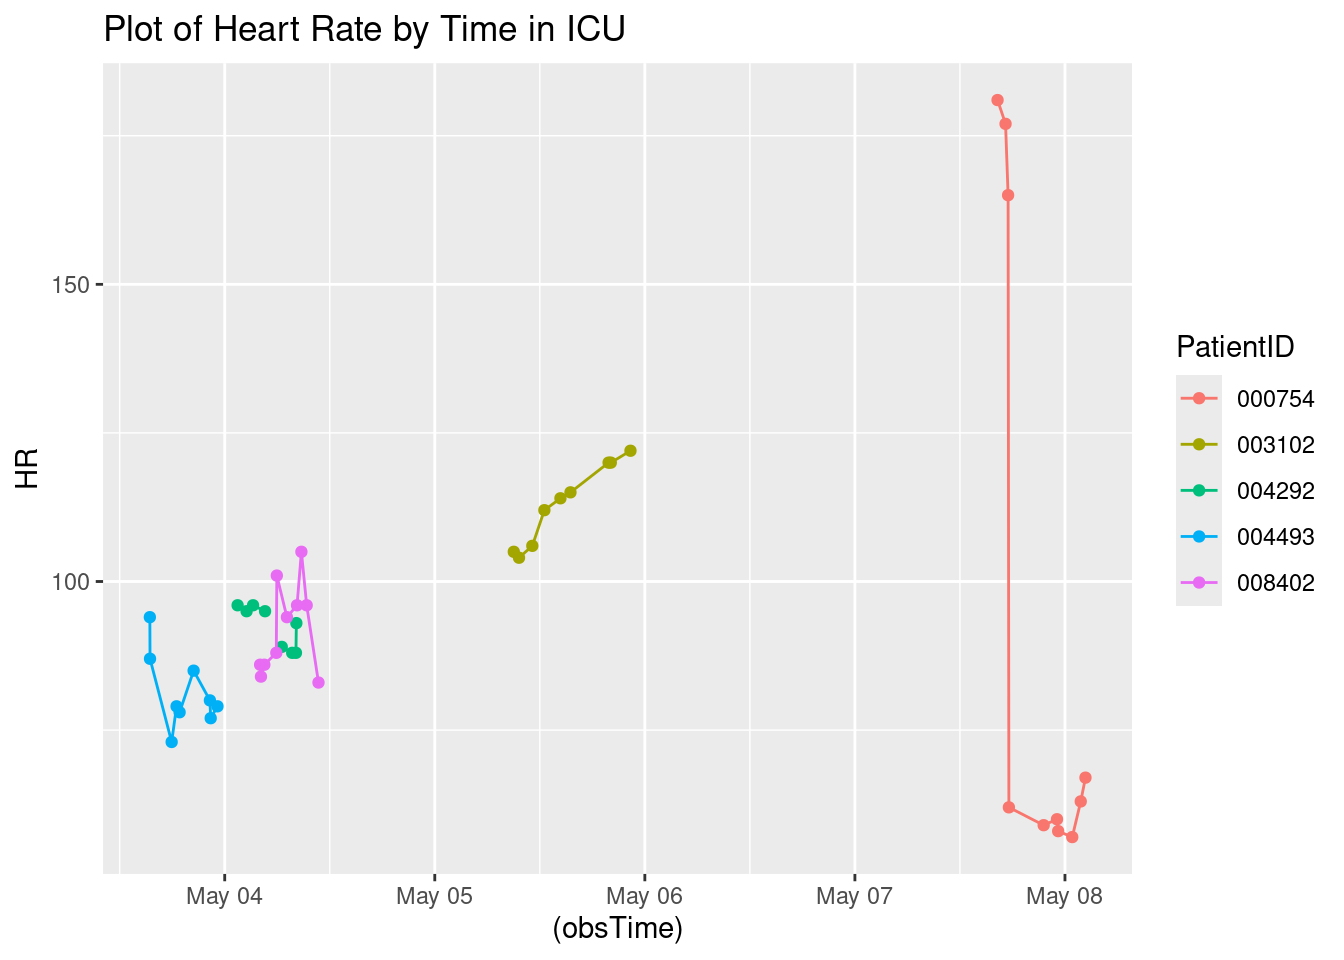 Plot of Heart Rate by Time in ICU
HR
150
100
May 04
May 05
May 06
May 07
May 08
(obsTime)
PatientID
000754
003102
004292
004493
008402